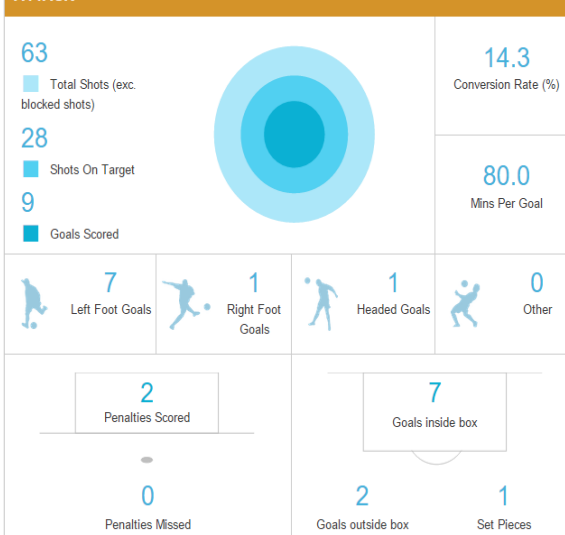 63
Total Shots (exc.
blocked shots)
28
Shots On Target
9
Goals Scored
14.3
Conversion Rate (%)
80.0
Mins Per Goal
7
Left Foot Goals
1
Right Foot
Goals
1
Headed Goals
0
Other
2
Penalties Scored
0
Penalties Missed
7
Goals inside box
2
Goals outside box
1
Set Pieces